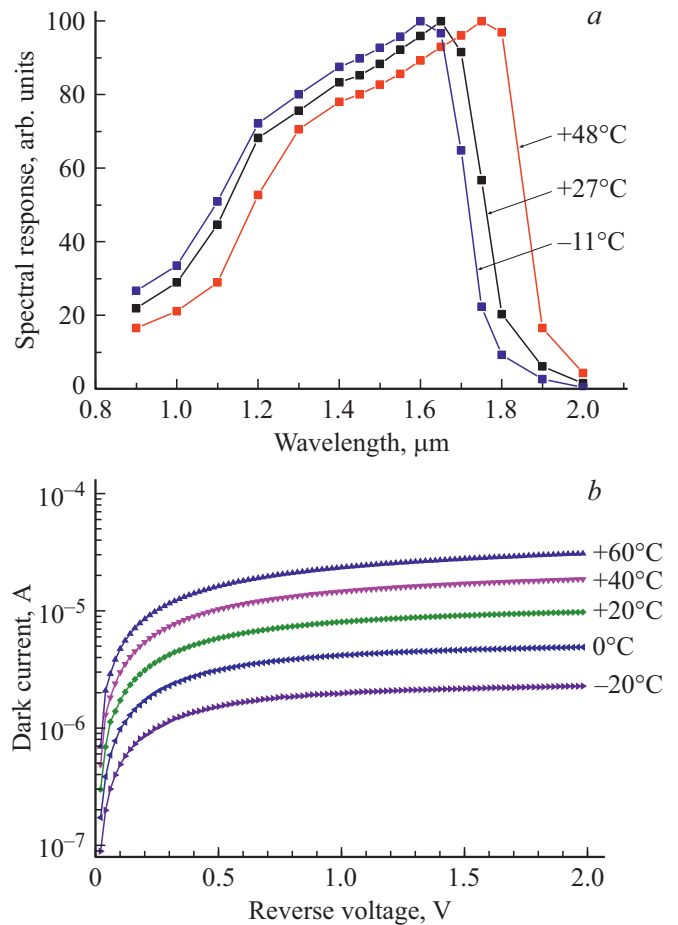 a
100
80
60
40
20
0
Spectral response, arb. units
+48°C
+27°C
–11°C
0.8 1.0 1.2 1.4 1.6 1.8 2.0
Wavelength, μm
b
10–4
10–5
10–6
10–7
Dark current, A
+60°C
+40°C
+20°C
0°C
–20°C
0 0.5 1.0 1.5 2.0
Reverse voltage, V